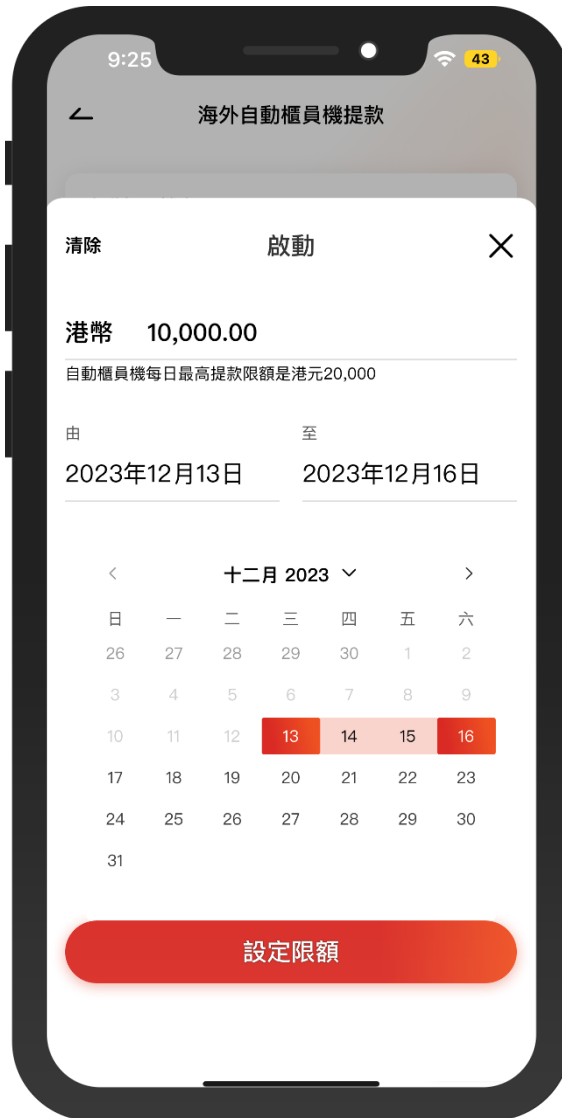 9:25
43
海外自動櫃員機提款
清除
啟動
港幣 10,000.00
自動櫃員機每日最高提款限額是港元20,000
由 至
2023年12月13日 2023年12月16日
十二月 2023
日 一 二 三 四 五 六
26 27 28 29 30 1 2
3 4 5 6 7 8 9
10 11 12 13 14 15 16
17 18 19 20 21 22 23
24 25 26 27 28 29 30
31
設定限額